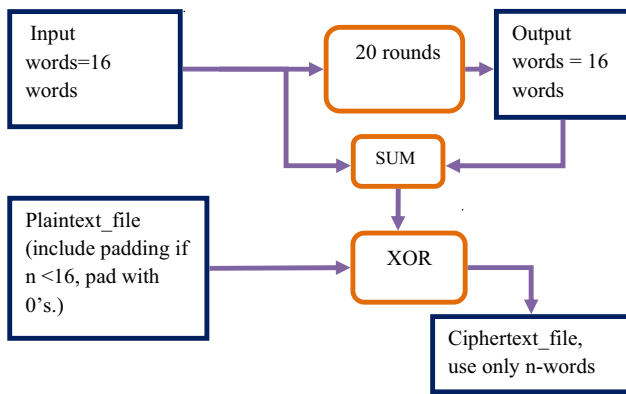 Input
words=16
words
20 rounds
Output
words = 16
words
SUM
Plaintext_file
(include padding if
n <16, pad with
0's.)
XOR
Ciphertext_file,
use only n-words